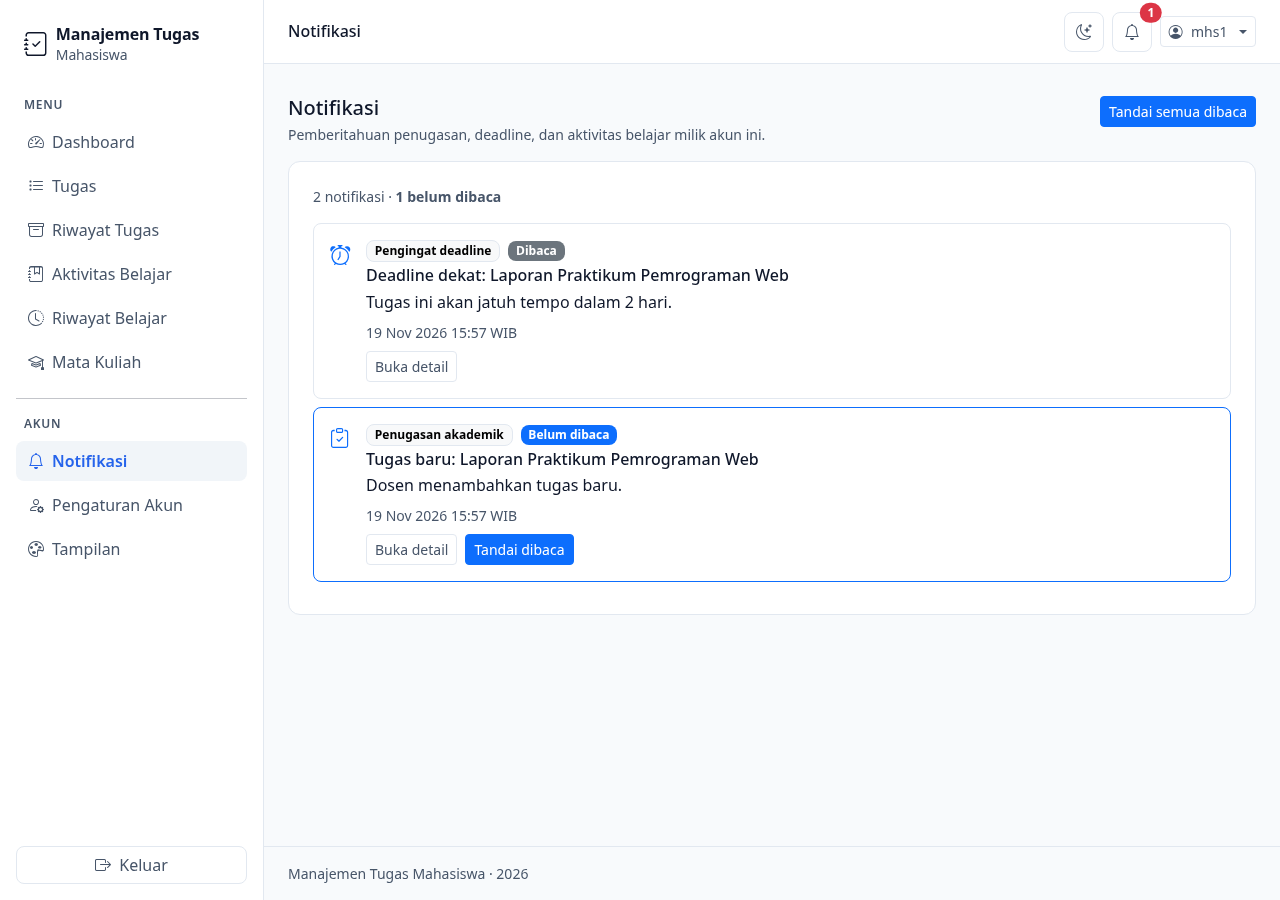 Manajemen Tugas
Mahasiswa
MENU
Dashboard
Tugas
Riwayat Tugas
Aktivitas Belajar
Riwayat Belajar
Mata Kuliah
AKUN
Notifikasi
Pengaturan Akun
Tampilan
Keluar
Notifikasi
1
mhs1
Notifikasi
Tandai semua dibaca
Pemberitahuan penugasan, deadline, dan aktivitas belajar milik akun ini.
2 notifikasi · 1 belum dibaca
Pengingat deadline Dibaca
Deadline dekat: Laporan Praktikum Pemrograman Web
Tugas ini akan jatuh tempo dalam 2 hari.
19 Nov 2026 15:57 WIB
Buka detail
Penugasan akademik Belum dibaca
Tugas baru: Laporan Praktikum Pemrograman Web
Dosen menambahkan tugas baru.
19 Nov 2026 15:57 WIB
Buka detail Tandai dibaca
Manajemen Tugas Mahasiswa · 2026